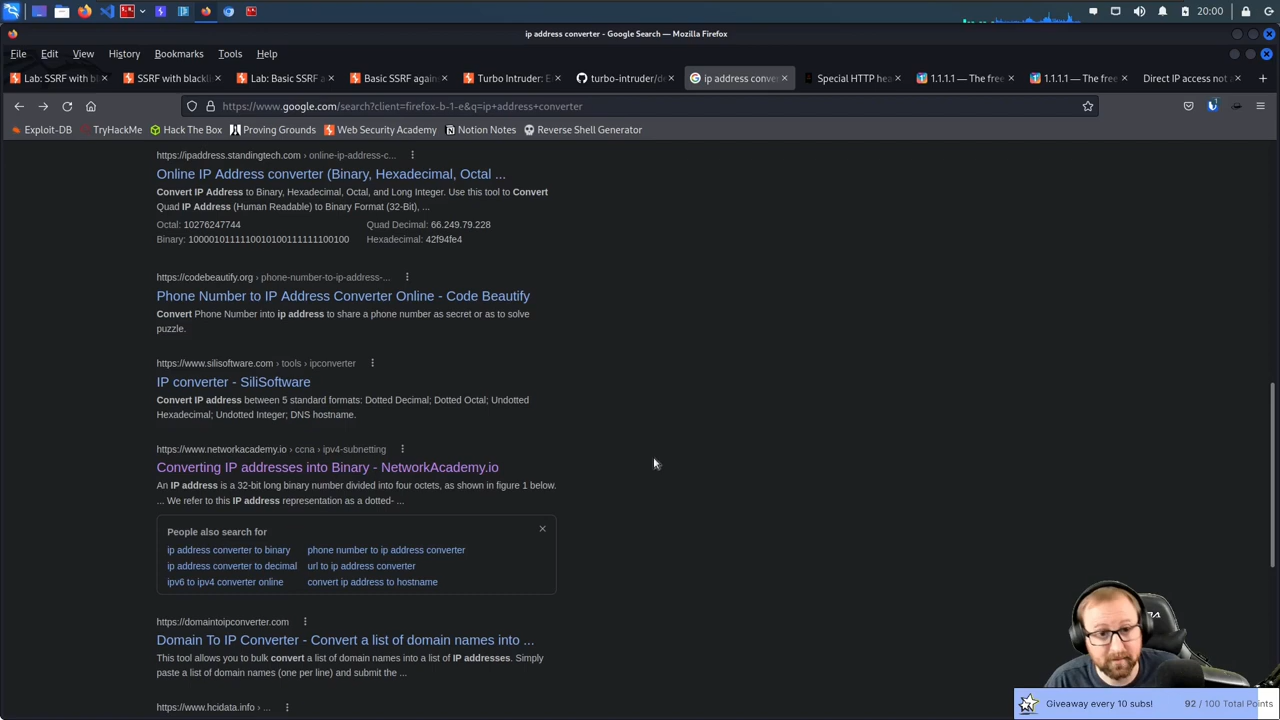 20:00
ip address converter - Google Search — Mozilla Firefox
File Edit View History Bookmarks Tools Help
Lab: SSRF with bl
SSRF with blackl
Lab: Basic SSRF a
Basic SSRF again
Turbo Intruder: E
turbo-intruder/de
ip address conver
Special HTTP hea
1.1.1.1 — The free
1.1.1.1 — The free
Direct IP access not
https://www.google.com/search?client=firefox-b-1-e&q=ip+address+converter
Exploit-DB TryHackMe Hack The Box Proving Grounds Web Security Academy Notion Notes Reverse Shell Generator
https://ipaddress.standingtech.com › online-ip-address-c...
Online IP Address converter (Binary, Hexadecimal, Octal ...
Convert IP Address to Binary, Hexadecimal, Octal, and Long Integer. Use this tool to Convert
Quad IP Address (Human Readable) to Binary Format (32-Bit), ...
Octal: 10276247744 Quad Decimal: 66.249.79.228
Binary: 1000010111110010100111111100100 Hexadecimal: 42f94fe4
https://codebeautify.org › phone-number-to-ip-address-...
Phone Number to IP Address Converter Online - Code Beautify
Convert Phone Number into ip address to share a phone number as secret or as to solve
puzzle.
https://www.silisoftware.com › tools › ipconverter
IP converter - SiliSoftware
Convert IP address between 5 standard formats: Dotted Decimal; Dotted Octal; Undotted
Hexadecimal; Undotted Integer; DNS hostname.
https://www.networkacademy.io › ccna › ipv4-subnetting
Converting IP addresses into Binary - NetworkAcademy.io
An IP address is a 32-bit long binary number divided into four octets, as shown in figure 1 below.
... We refer to this IP address representation as a dotted- ...
People also search for
ip address converter to binary phone number to ip address converter
ip address converter to decimal url to ip address converter
ipv6 to ipv4 converter online convert ip address to hostname
https://domaintoipconverter.com
Domain To IP Converter - Convert a list of domain names into ...
This tool allows you to bulk convert a list of domain names into a list of IP addresses. Simply
paste a list of domain names (one per line) and submit the ...
https://www.hcidata.info › ...
Giveaway every 10 subs! 92 / 100 Total Points